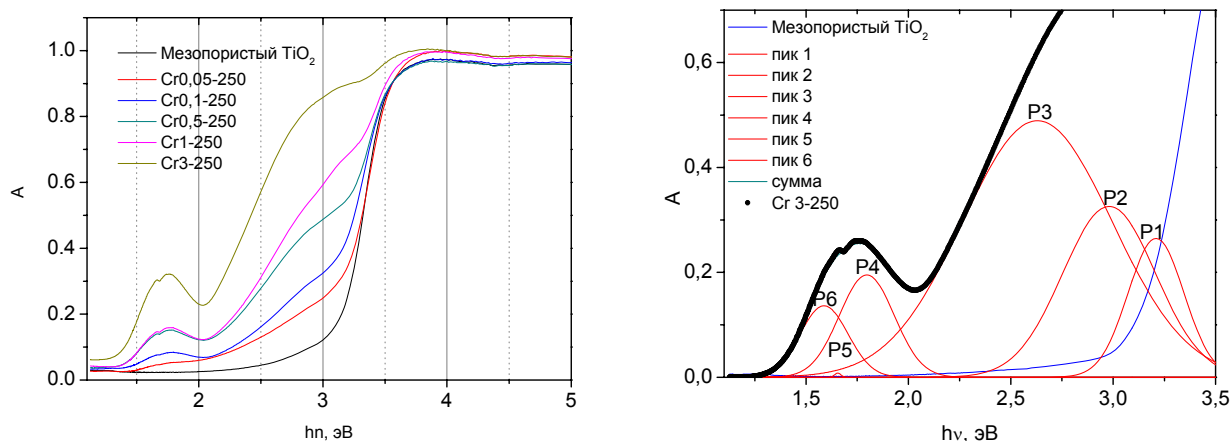 Мезопористый TiO2
Cr0,05-250
Cr0,1-250
Cr0,5-250
Cr1-250
Cr3-250
1.0
0.8
0.6
0.4
0.2
0.0
A
2
3
4
5
hn, эВ
Мезопористый TiO2
пик 1
пик 2
пик 3
пик 4
пик 5
пик 6
сумма
Cr 3-250
P3
P2
P1
P4
P6
P5
0,6
0,4
0,2
0,0
A
1,5
2,0
2,5
3,0
3,5
hν, эВ